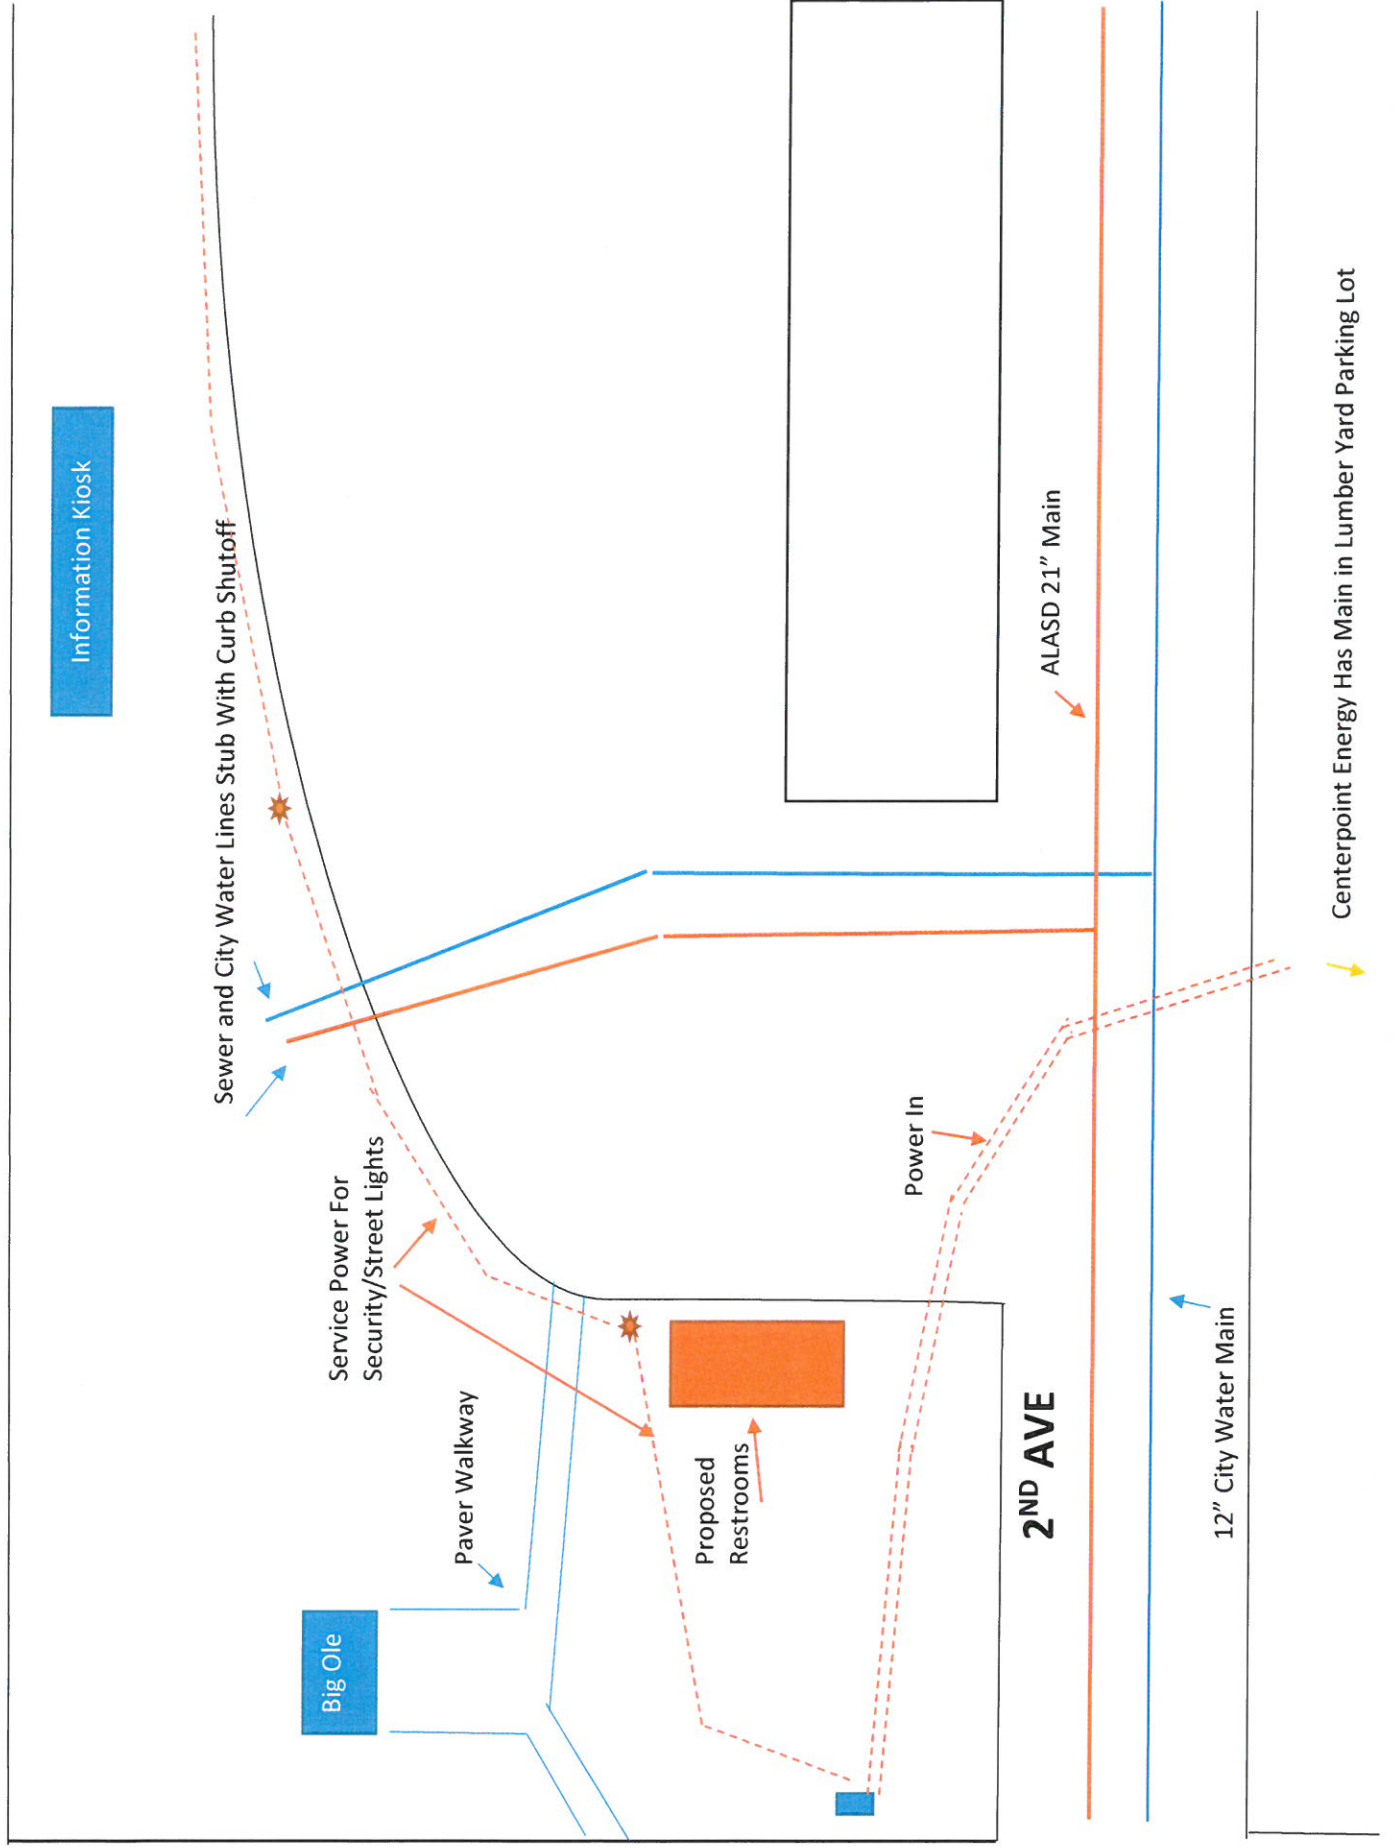 Information Kiosk
Sewer and City Water Lines Stub With Curb Shutoff
Big Ole
Service Power For
Security/Street Lights
Paver Walkway
Proposed
Restrooms
Power In
ALASD 21” Main
2ND AVE
12” City Water Main
Centerpoint Energy Has Main in Lumber Yard Parking Lot